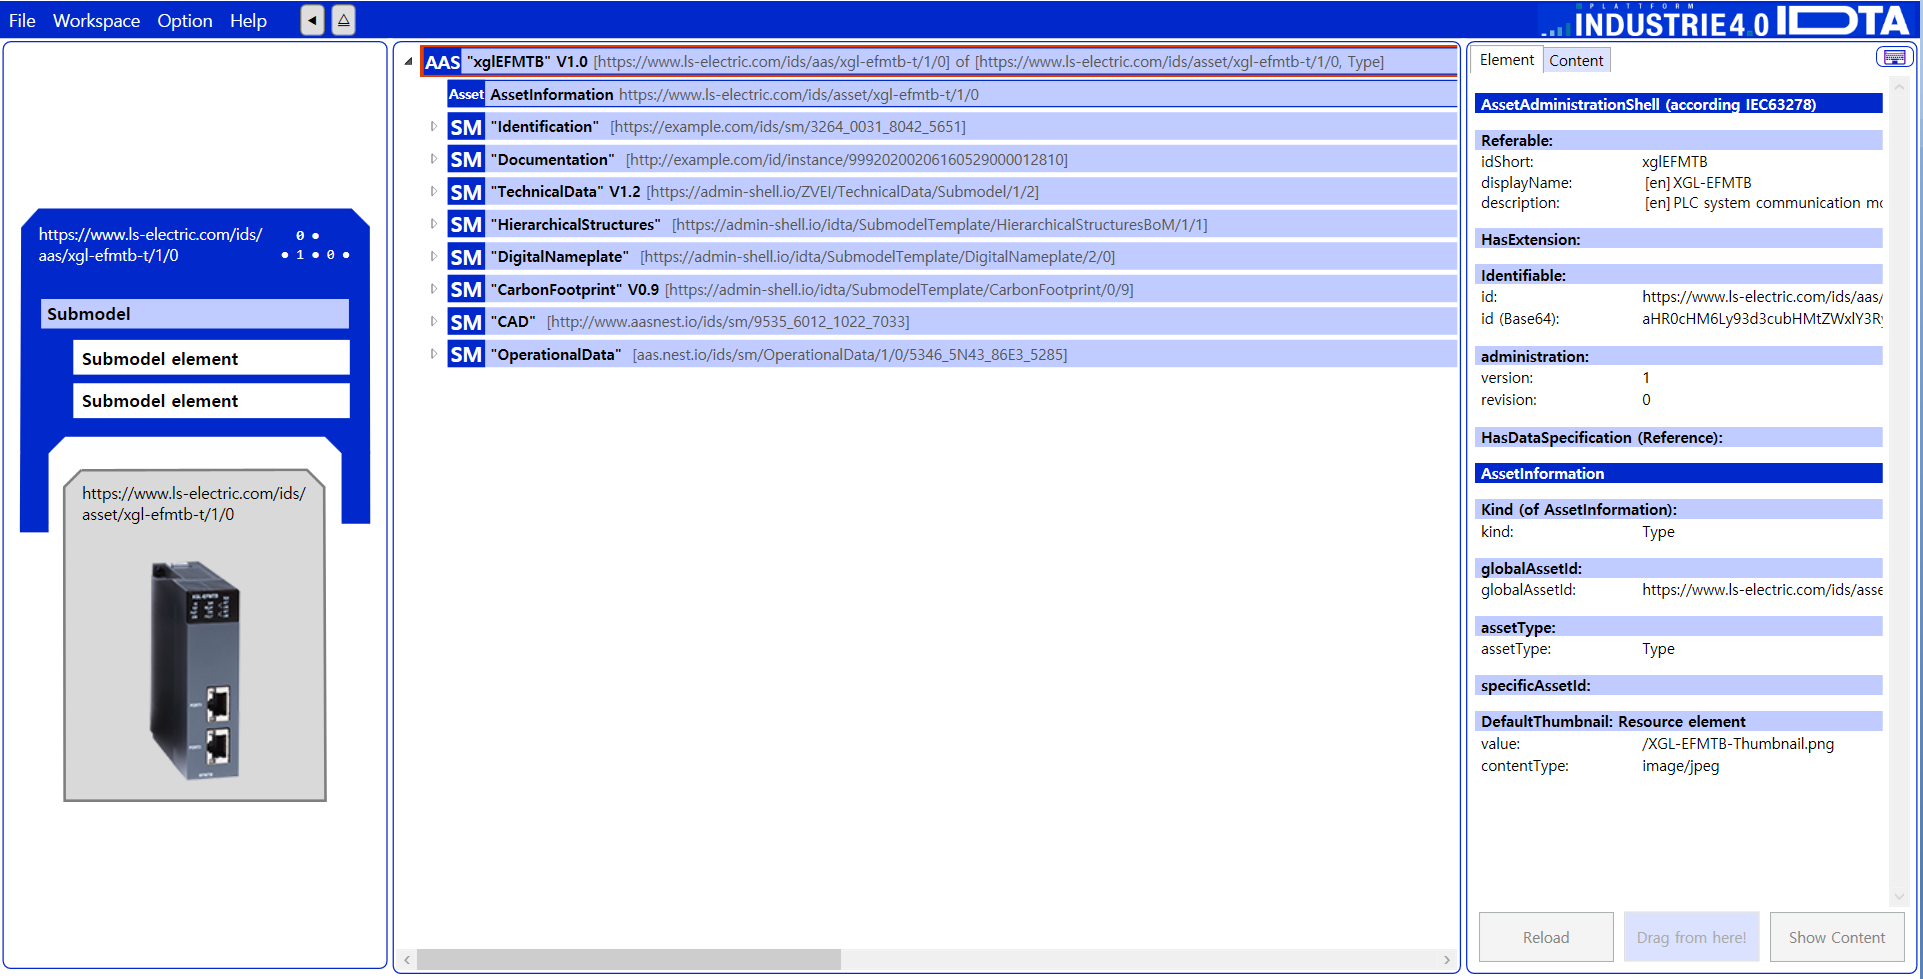 File Workspace Option Help
PLATTFORM
INDUSTRIE4.0 IDTA
https://www.ls-electric.com/ids/
aas/xgl-efmtb-t/1/0
0
1 0
Submodel
Submodel element
Submodel element
https://www.ls-electric.com/ids/
asset/xgl-efmtb-t/1/0
XGL-EFMTB
AAS "xglEFMTB" V1.0 [https://www.ls-electric.com/ids/aas/xgl-efmtb-t/1/0] of [https://www.ls-electric.com/ids/asset/xgl-efmtb-t/1/0, Type]
Asset AssetInformation https://www.ls-electric.com/ids/asset/xgl-efmtb-t/1/0
SM "Identification" [https://example.com/ids/sm/3264_0031_8042_5651]
SM "Documentation" [http://example.com/id/instance/99920200206160529000012810]
SM "TechnicalData" V1.2 [https://admin-shell.io/ZVEI/TechnicalData/Submodel/1/2]
SM "HierarchicalStructures" [https://admin-shell.io/idta/SubmodelTemplate/HierarchicalStructuresBoM/1/1]
SM "DigitalNameplate" [https://admin-shell.io/idta/SubmodelTemplate/DigitalNameplate/2/0]
SM "CarbonFootprint" V0.9 [https://admin-shell.io/idta/SubmodelTemplate/CarbonFootprint/0/9]
SM "CAD" [http://www.aasnest.io/ids/sm/9535_6012_1022_7033]
SM "OperationalData" [aas.nest.io/ids/sm/OperationalData/1/0/5346_5N43_86E3_5285]
Element Content
AssetAdministrationShell (according IEC63278)
Referable:
idShort: xglEFMTB
displayName: [en] XGL-EFMTB
description: [en] PLC system communication mo
HasExtension:
Identifiable:
id: https://www.ls-electric.com/ids/aas/
id (Base64): aHR0cHM6Ly93d3cubHMtZWxlY3Ry
administration:
version: 1
revision: 0
HasDataSpecification (Reference):
AssetInformation
Kind (of AssetInformation):
kind: Type
globalAssetId:
globalAssetId: https://www.ls-electric.com/ids/asse
assetType:
assetType: Type
specificAssetId:
DefaultThumbnail: Resource element
value: /XGL-EFMTB-Thumbnail.png
contentType: image/jpeg
Reload Drag from here! Show Content